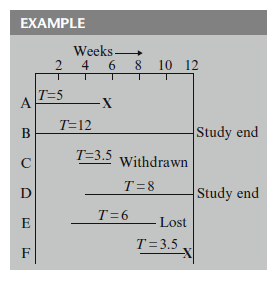 EXAMPLE
Weeks
2 4 6 8 10 12
T=5
A X
T=12
B Study end
T=3.5
C Withdrawn
T=8
D Study end
T=6
E Lost
T=3.5
F X